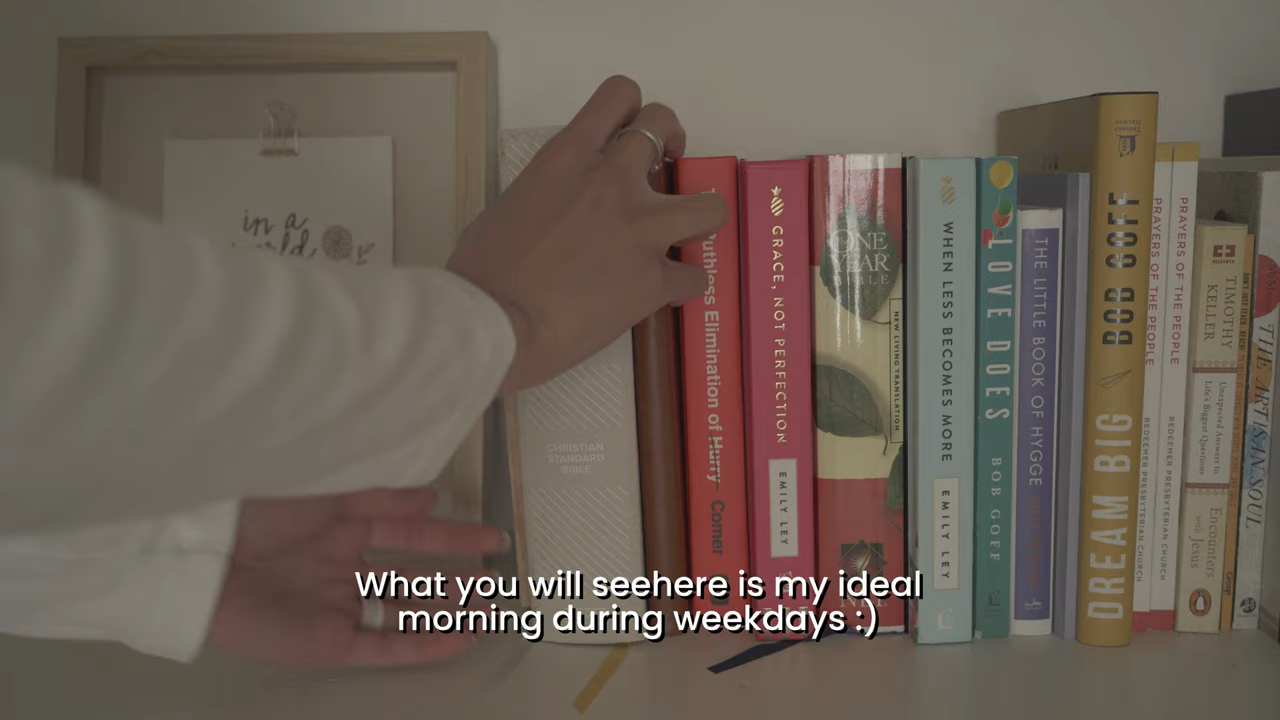 in a
world
CHRISTIAN
STANDARD
BIBLE
Ruthless Elimination of Hurry Comer
GRACE, NOT PERFECTION
EMILY LEY
THE
ONE
YEAR
BIBLE
NEW LIVING TRANSLATION
NLT
WHEN LESS BECOMES MORE
EMILY LEY
LOVE DOES
BOB GOFF
THE LITTLE BOOK OF HYGGE
DREAM BIG BOB GOFF
PRAYERS OF THE PEOPLE
REDEEMER PRESBYTERIAN CHURCH
PRAYERS OF THE PEOPLE
REDEEMER PRESBYTERIAN CHURCH
TIMOTHY
KELLER
Unexpected Answers to
Life's Biggest Questions
Encounters
with Jesus
THE ARTISAN SOUL
What you will seehere is my ideal
morning during weekdays :)